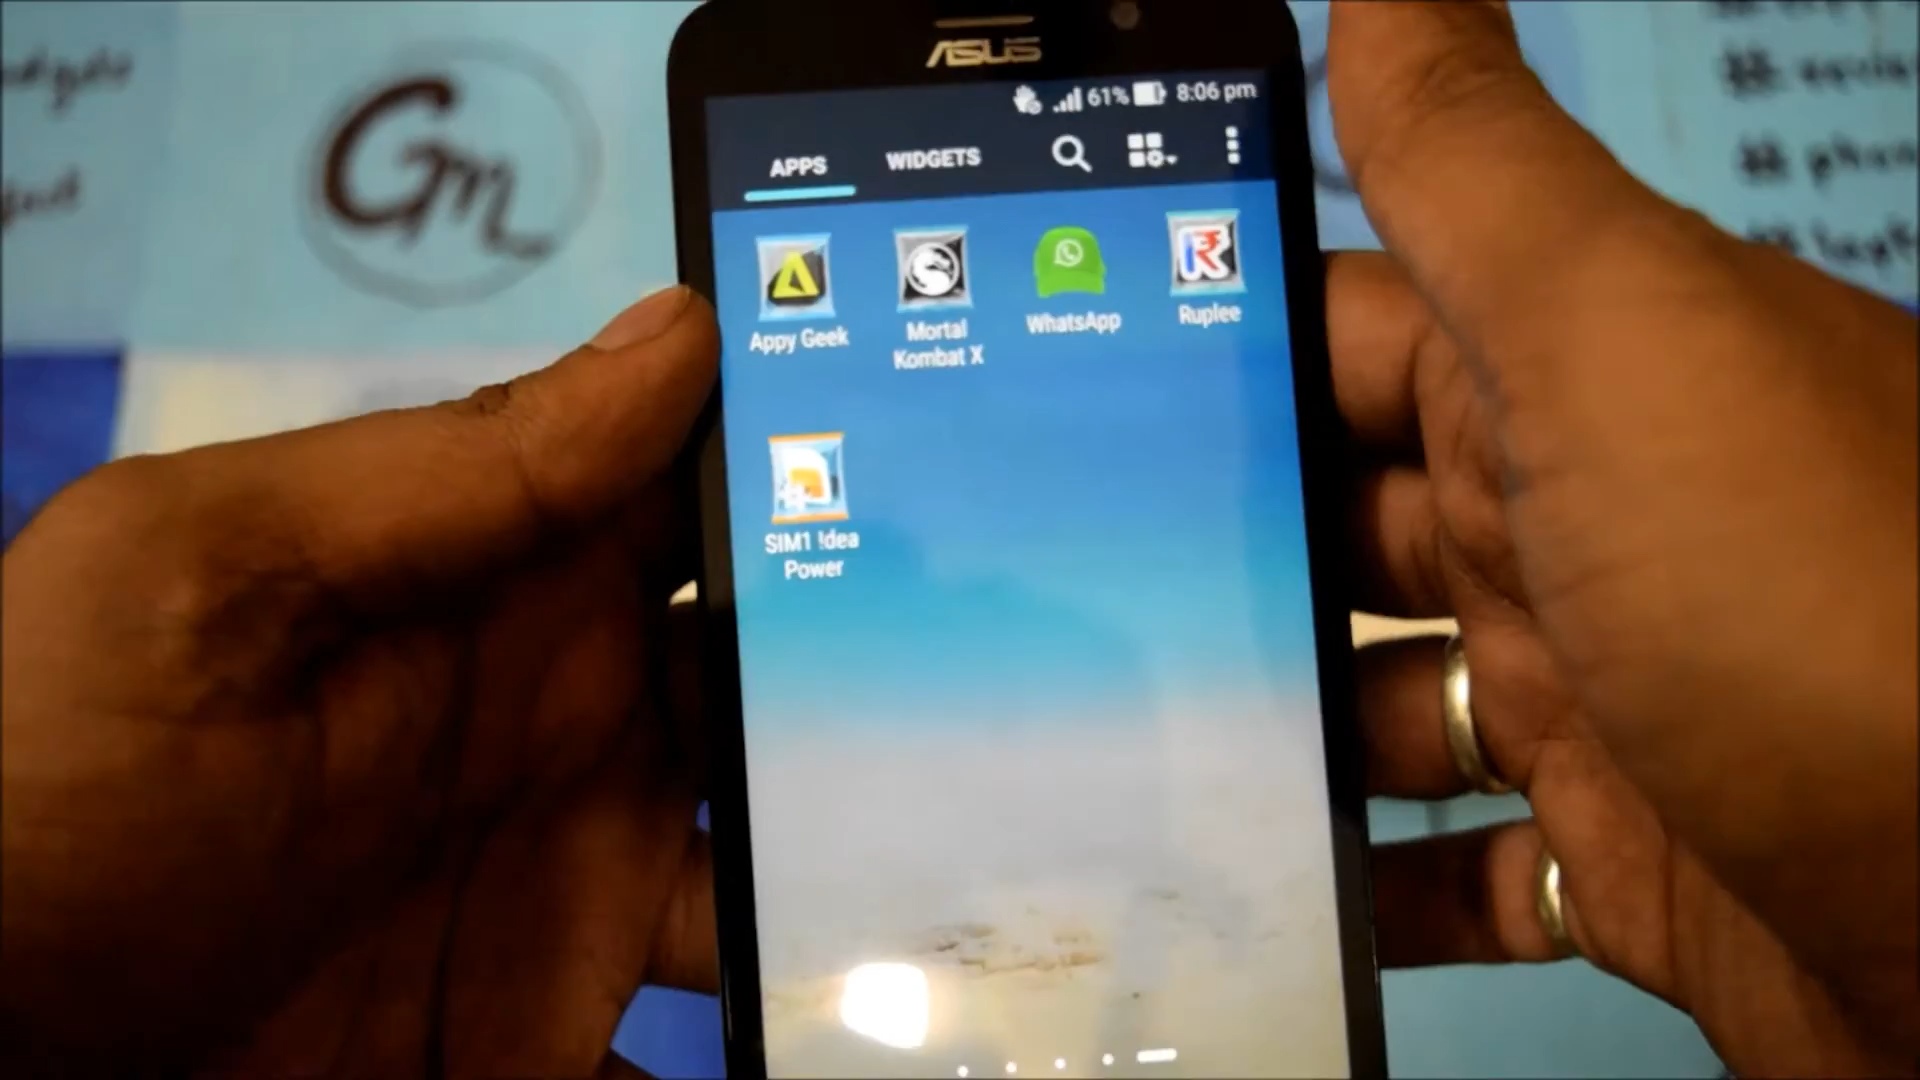 ASUS
61% 8:06 pm
APPS WIDGETS
Appy Geek
Mortal
Kombat X
WhatsApp
Ruplee
SIM1 !dea
Power
Gm